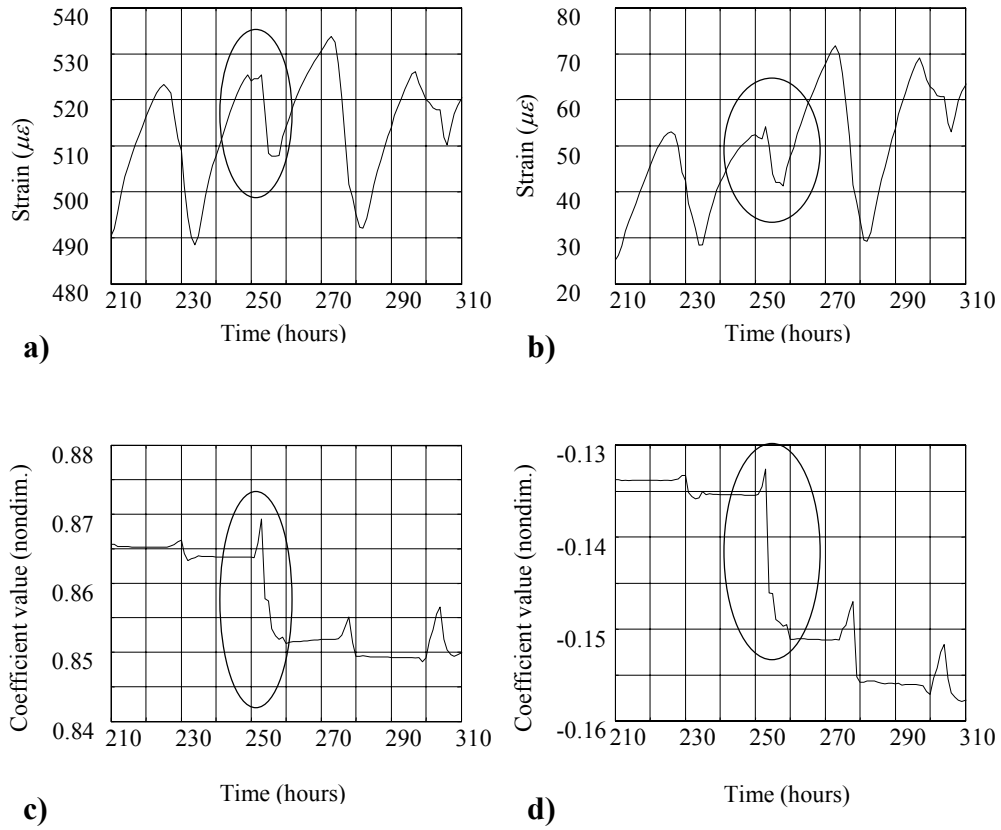 540
530
520
510
500
490
480
Strain (με)
210 230 250 270 290 310
Time (hours)
a)
80
70
60
50
40
30
20
Strain (με)
210 230 250 270 290 310
Time (hours)
b)
0.88
0.87
0.86
0.85
0.84
Coefficient value (nondim.)
210 230 250 270 290 310
Time (hours)
c)
-0.13
-0.14
-0.15
-0.16
Coefficient value (nondim.)
210 230 250 270 290 310
Time (hours)
d)